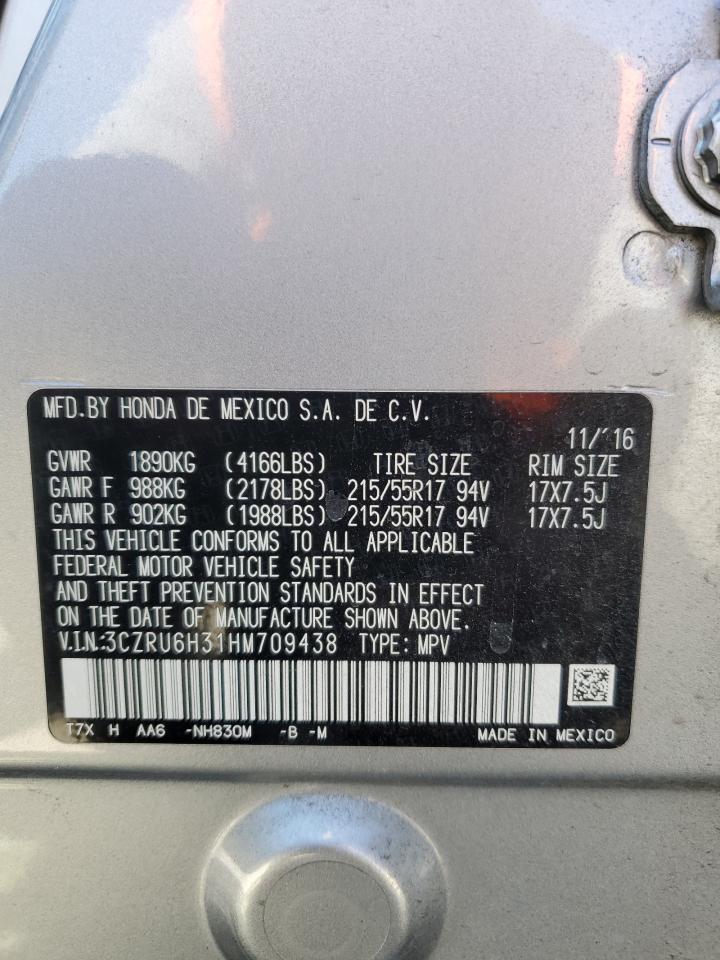 MFD.BY HONDA DE MEXICO S.A. DE C.V.
11/'16
GVWR 1890KG (4166LBS) TIRE SIZE RIM SIZE
GAWR F 988KG (2178LBS) 215/55R17 94V 17X7.5J
GAWR R 902KG (1988LBS) 215/55R17 94V 17X7.5J
THIS VEHICLE CONFORMS TO ALL APPLICABLE
FEDERAL MOTOR VEHICLE SAFETY
AND THEFT PREVENTION STANDARDS IN EFFECT
ON THE DATE OF MANUFACTURE SHOWN ABOVE.
V.I.N.:3CZRU6H31HM709438 TYPE: MPV
T7X H AA6 -NH830M -B -M MADE IN MEXICO